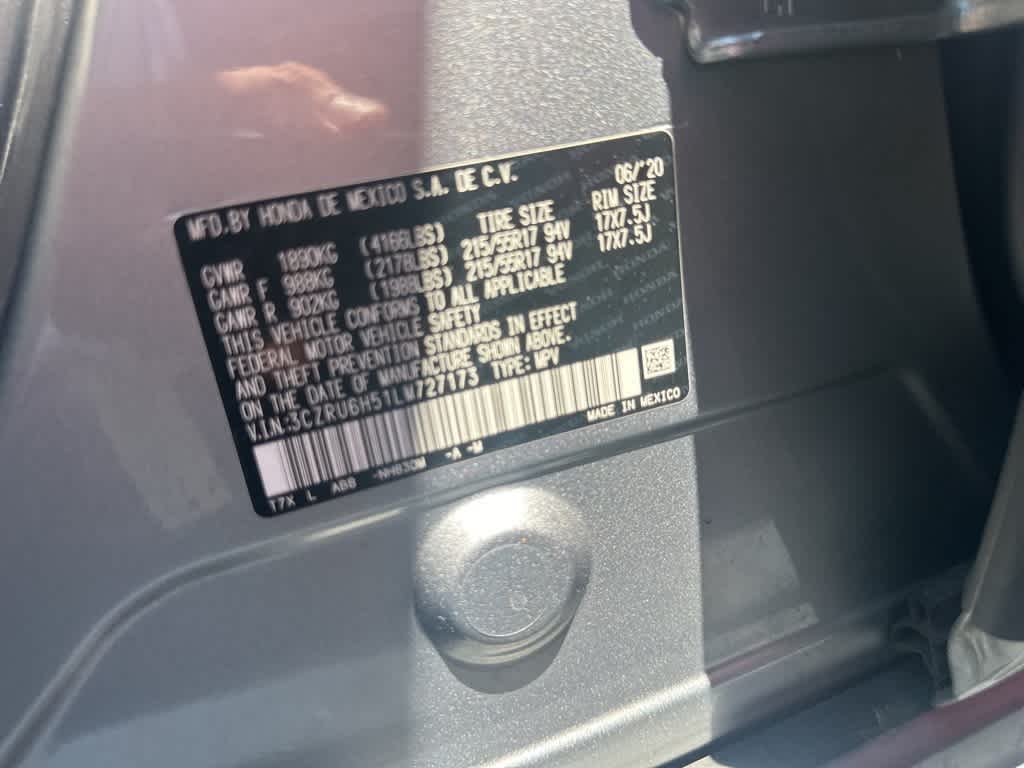 MFD.BY HONDA DE MEXICO S.A. DE C.V. 06/'20
TIRE SIZE RIM SIZE
GVWR 1890KG (4166LBS)
GAWR F 988KG (2178LBS) 215/55R17 94V 17X7.5J
GAWR R 902KG (1988LBS) 215/55R17 94V 17X7.5J
THIS VEHICLE CONFORMS TO ALL APPLICABLE
FEDERAL MOTOR VEHICLE SAFETY
AND THEFT PREVENTION STANDARDS IN EFFECT
ON THE DATE OF MANUFACTURE SHOWN ABOVE.
V.I.N.:3CZRU6H51LM727173 TYPE: MPV
MADE IN MEXICO
T7X L AB8 -NH830M -A -M